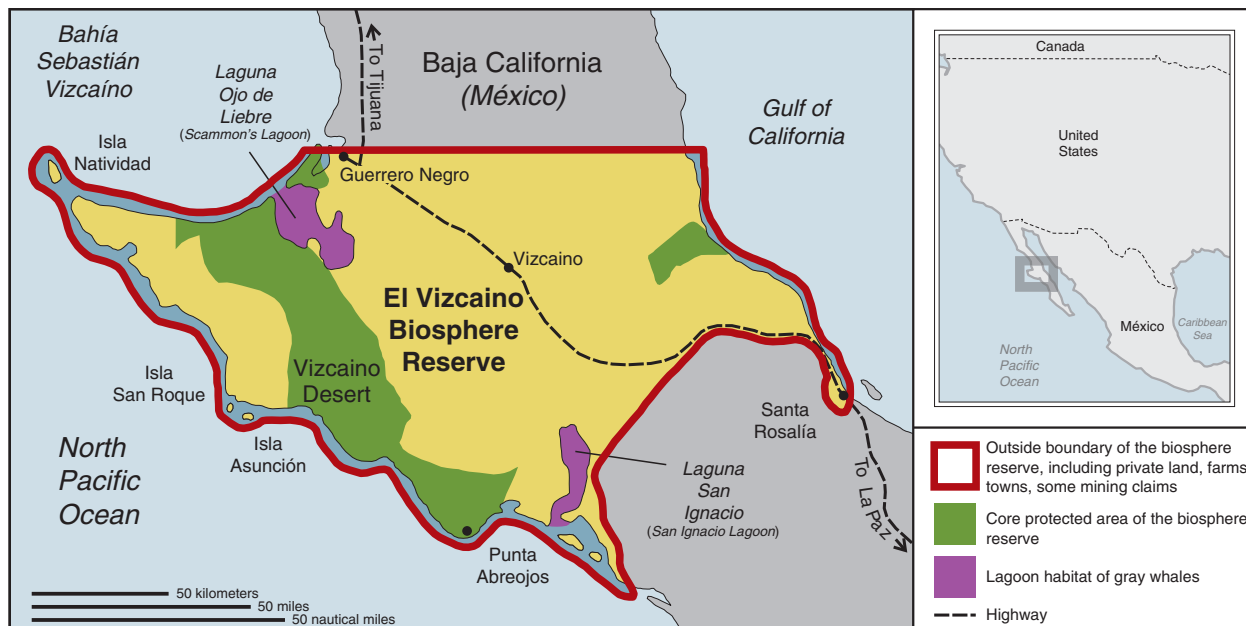 Bahía
Sebastián
Vizcaíno
Laguna
Ojo de
Liebre
(Scammon's Lagoon)
To Tijuana
Baja California
(México)
Gulf of
California
Isla
Natividad
Guerrero Negro
Vizcaino
El Vizcaino
Biosphere
Reserve
Vizcaino
Desert
Isla
San Roque
Isla
Asunción
North
Pacific
Ocean
Santa
Rosalía
Laguna
San
Ignacio
(San Ignacio Lagoon)
To La Paz
Punta
Abreojos
50 kilometers
50 miles
50 nautical miles
Canada
United
States
México
Caribbean
Sea
North
Pacific
Ocean
Outside boundary of the biosphere
reserve, including private land, farms
towns, some mining claims
Core protected area of the biosphere
reserve
Lagoon habitat of gray whales
Highway